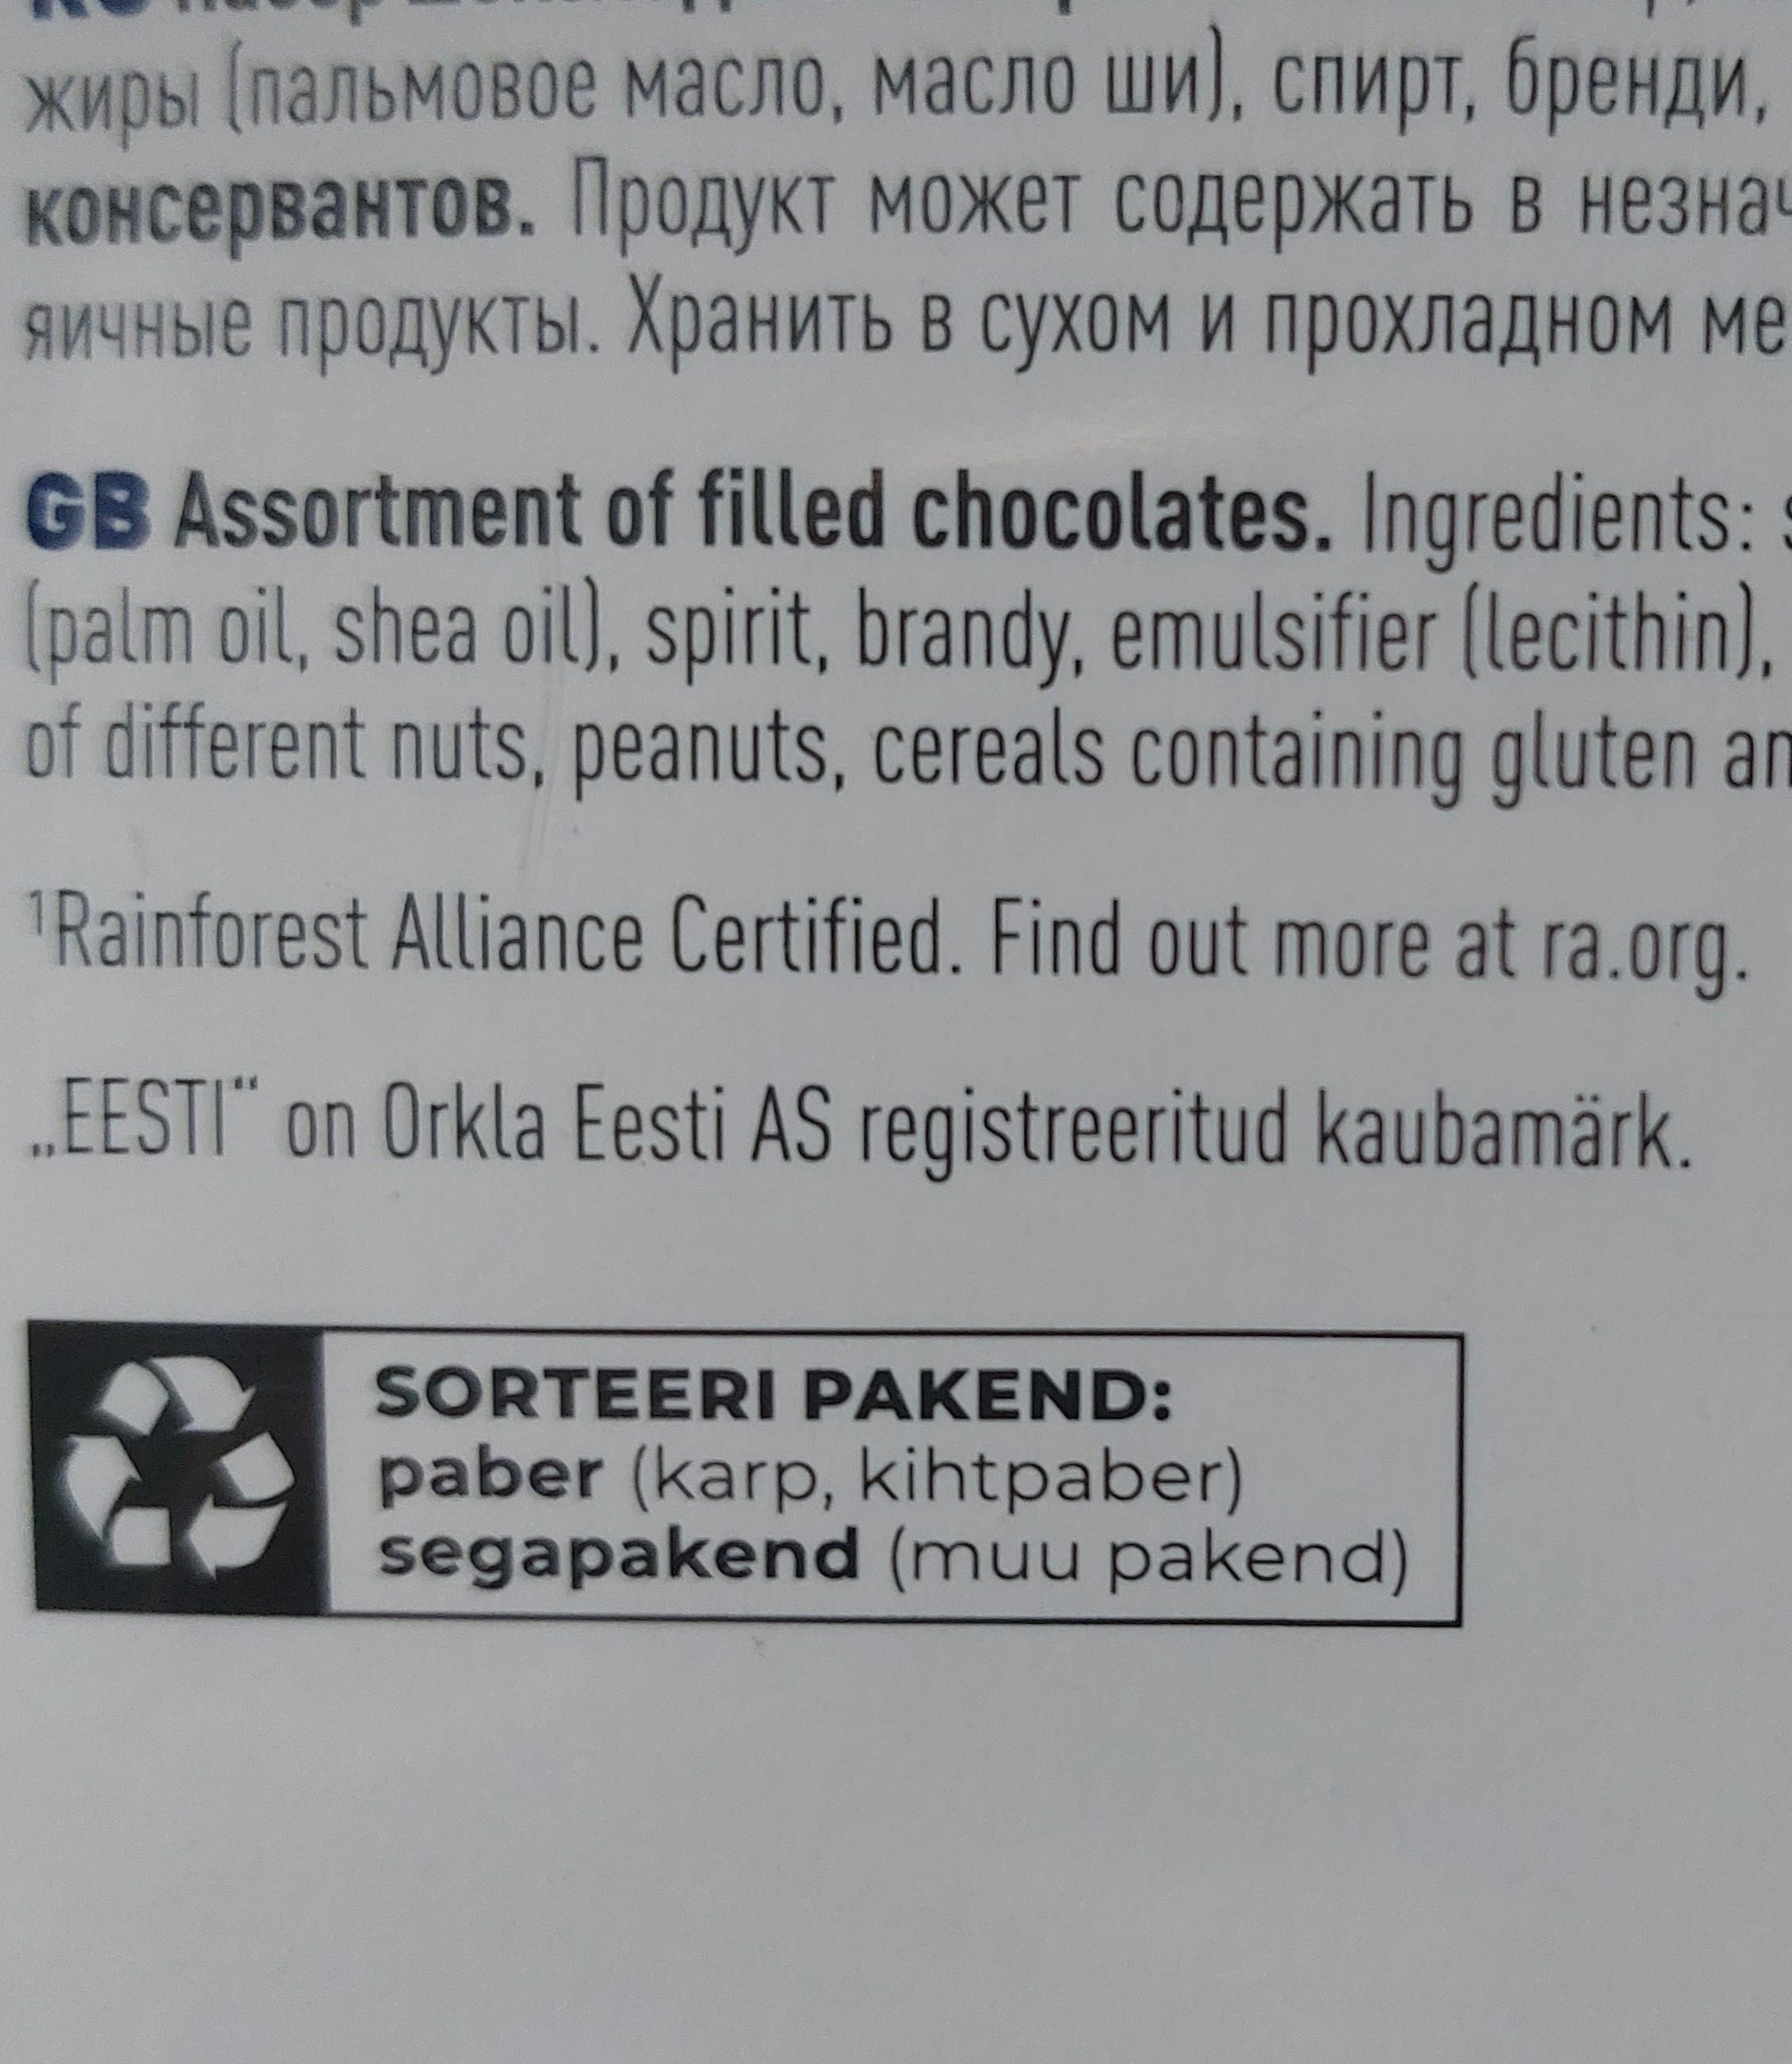 жиры (пальмовое масло, масло ши), спирт, бренди,
консервантов. Продукт может содержать в
яичные продукты. Хранить в сухом и прохладном
GB Assortment of filled chocolates. Ingredients:
(palm oil, shea oil), spirit, brandy, emulsifier (lecithin),
of different nuts, peanuts, cereals containing gluten
¹Rainforest Alliance Certified. Find out more at ra.org.
„EESTI“ on Orkla Eesti AS registreeritud kaubamärk.
SORTEERI PAKEND:
paber (karp, kihtpaber)
segapakend (muu pakend)